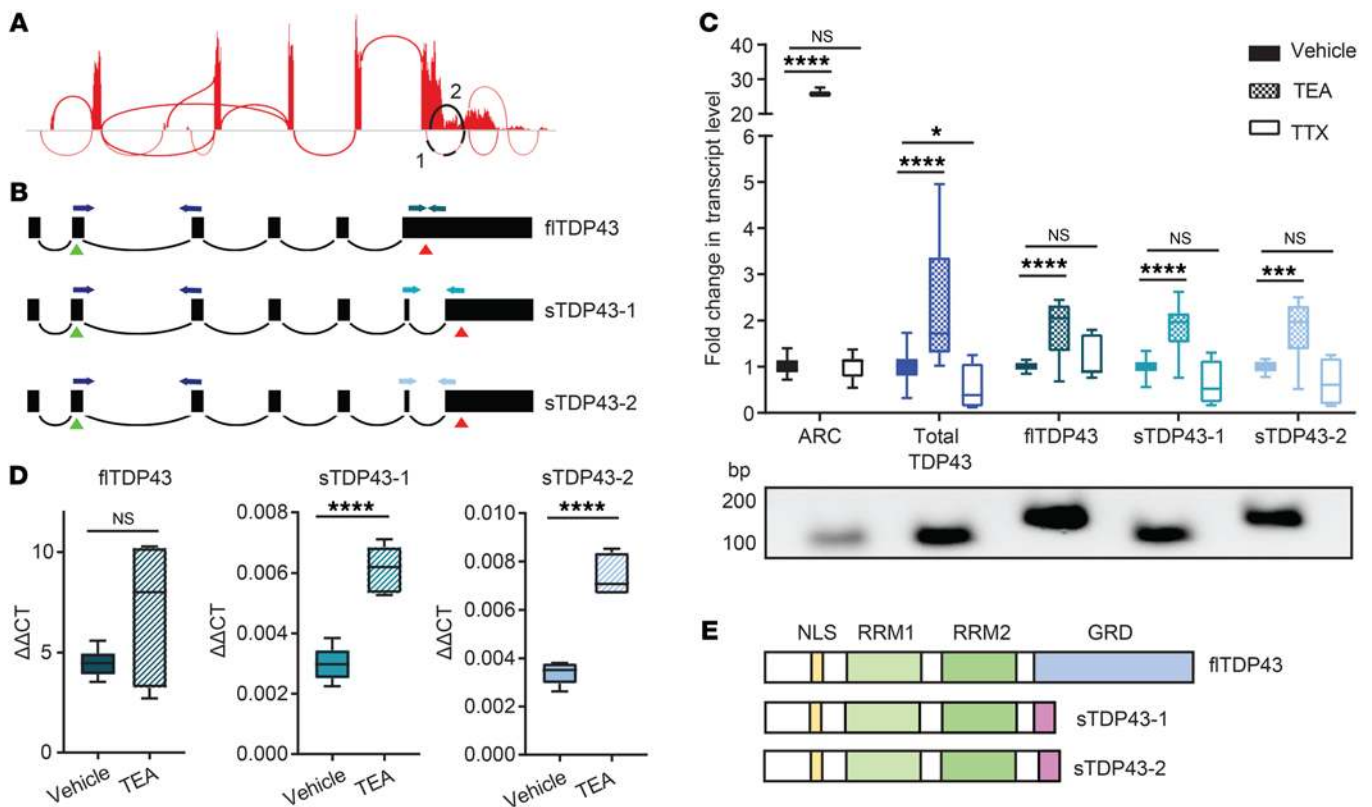 A
2
1
B
flTDP43
sTDP43-1
sTDP43-2
C
Fold change in transcript level
40
30
20
6
5
4
3
2
1
0
NS
****
*
****
NS
****
NS
****
NS
***
Vehicle
TEA
TTX
ARC
Total
TDP43
flTDP43
sTDP43-1
sTDP43-2
bp
200
100
D
flTDP43
ΔΔCT
10
5
0
NS
Vehicle
TEA
sTDP43-1
ΔΔCT
0.008
0.006
0.004
0.002
0.000
****
Vehicle
TEA
sTDP43-2
ΔΔCT
0.010
0.008
0.006
0.004
0.002
0.000
****
Vehicle
TEA
E
NLS RRM1 RRM2 GRD
flTDP43
sTDP43-1
sTDP43-2